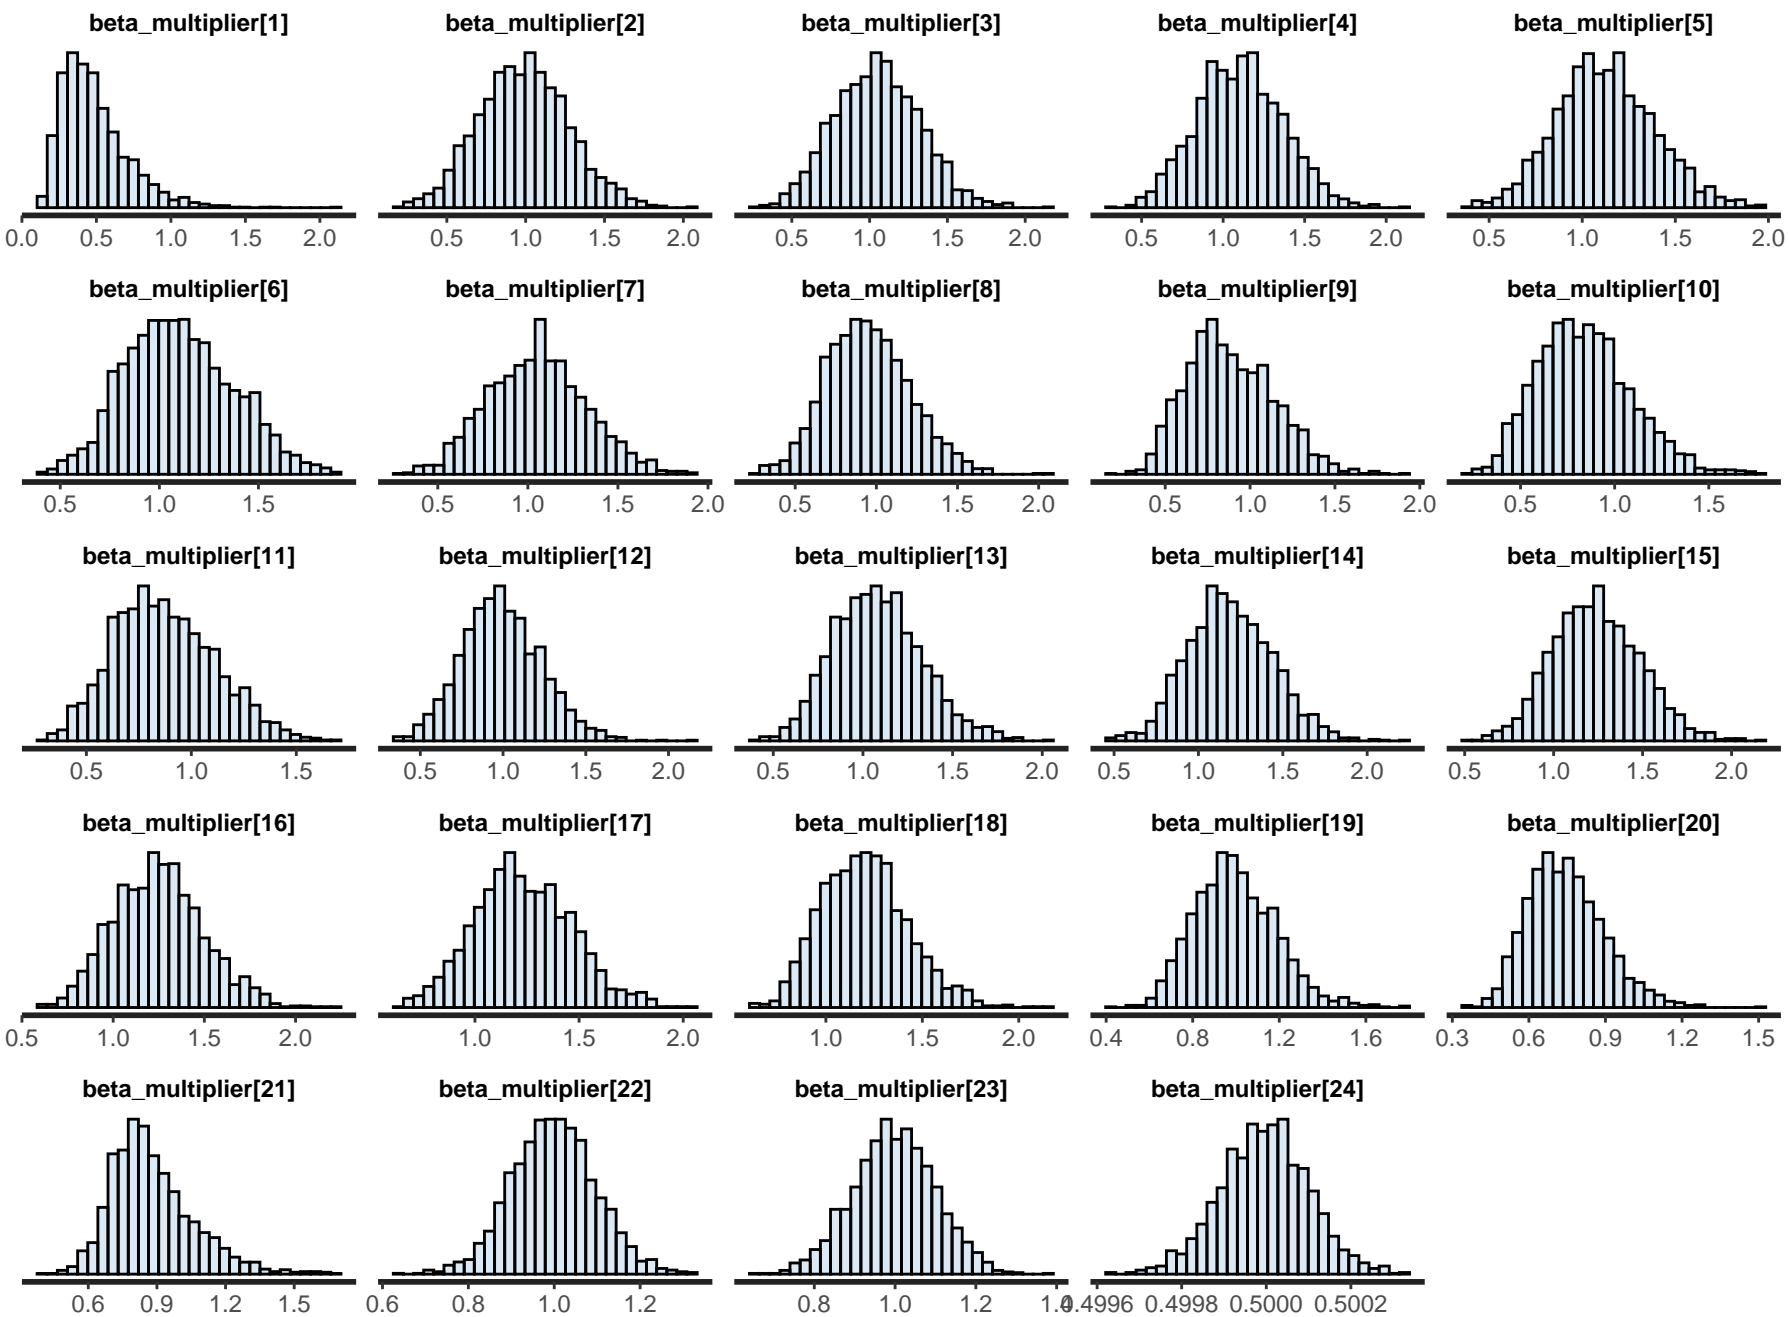 beta_multiplier[1] beta_multiplier[2] beta_multiplier[3] beta_multiplier[4] beta_multiplier[5]
0.0 0.5 1.0 1.5 2.0 0.5 1.0 1.5 2.0 0.5 1.0 1.5 2.0 0.5 1.0 1.5 2.0 0.5 1.0 1.5 2.0
beta_multiplier[6] beta_multiplier[7] beta_multiplier[8] beta_multiplier[9] beta_multiplier[10]
0.5 1.0 1.5 0.5 1.0 1.5 2.0 0.5 1.0 1.5 2.0 0.5 1.0 1.5 2.0 0.5 1.0 1.5
beta_multiplier[11] beta_multiplier[12] beta_multiplier[13] beta_multiplier[14] beta_multiplier[15]
0.5 1.0 1.5 0.5 1.0 1.5 2.0 0.5 1.0 1.5 2.0 0.5 1.0 1.5 2.0 0.5 1.0 1.5 2.0
beta_multiplier[16] beta_multiplier[17] beta_multiplier[18] beta_multiplier[19] beta_multiplier[20]
0.5 1.0 1.5 2.0 1.0 1.5 2.0 1.0 1.5 2.0 0.4 0.8 1.2 1.6 0.3 0.6 0.9 1.2 1.5
beta_multiplier[21] beta_multiplier[22] beta_multiplier[23] beta_multiplier[24]
0.6 0.9 1.2 1.5 0.6 0.8 1.0 1.2 0.8 1.0 1.2 1.4 0.4996 0.4998 0.5000 0.5002